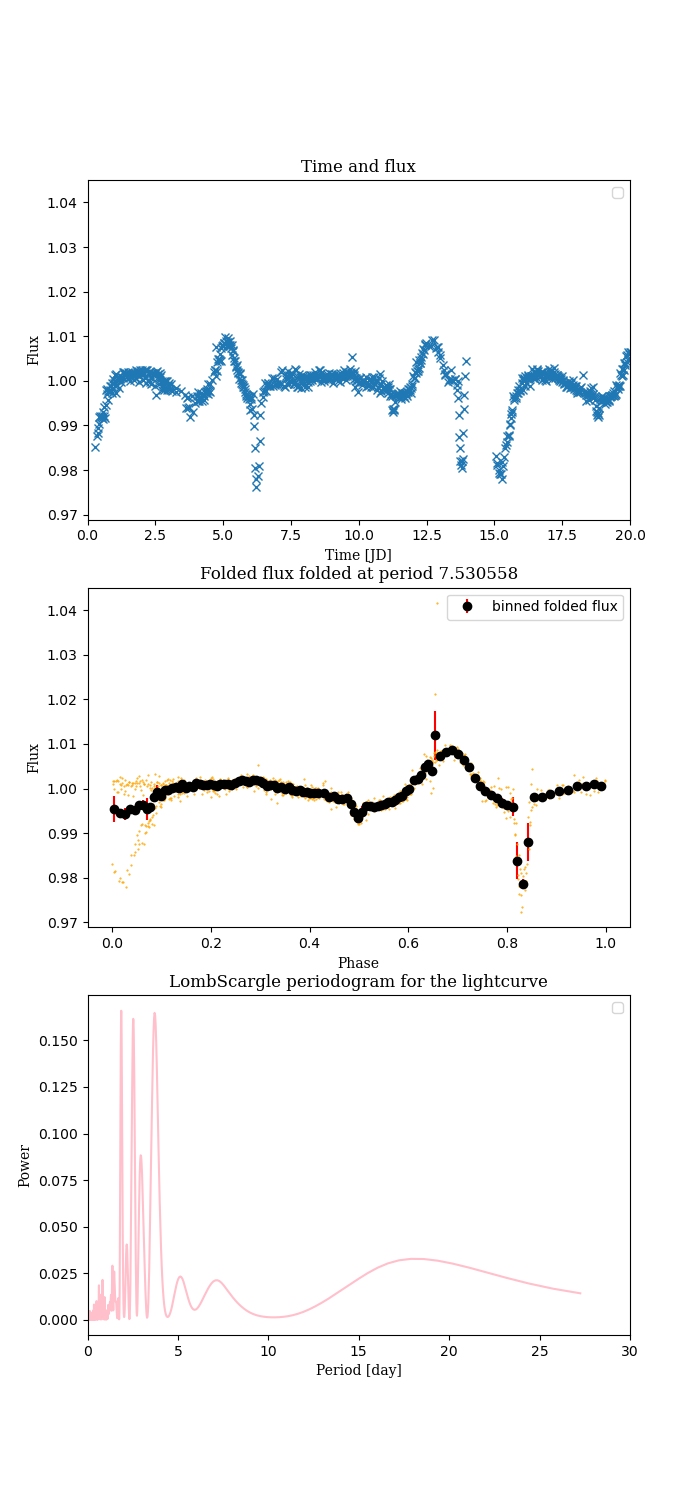 Time and flux
Flux
1.04
1.03
1.02
1.01
1.00
0.99
0.98
0.97
0.0 2.5 5.0 7.5 10.0 12.5 15.0 17.5 20.0
Time [JD]
Folded flux folded at period 7.530558
binned folded flux
Flux
1.04
1.03
1.02
1.01
1.00
0.99
0.98
0.97
0.0 0.2 0.4 0.6 0.8 1.0
Phase
LombScargle periodogram for the lightcurve
Power
0.150
0.125
0.100
0.075
0.050
0.025
0.000
0 5 10 15 20 25 30
Period [day]